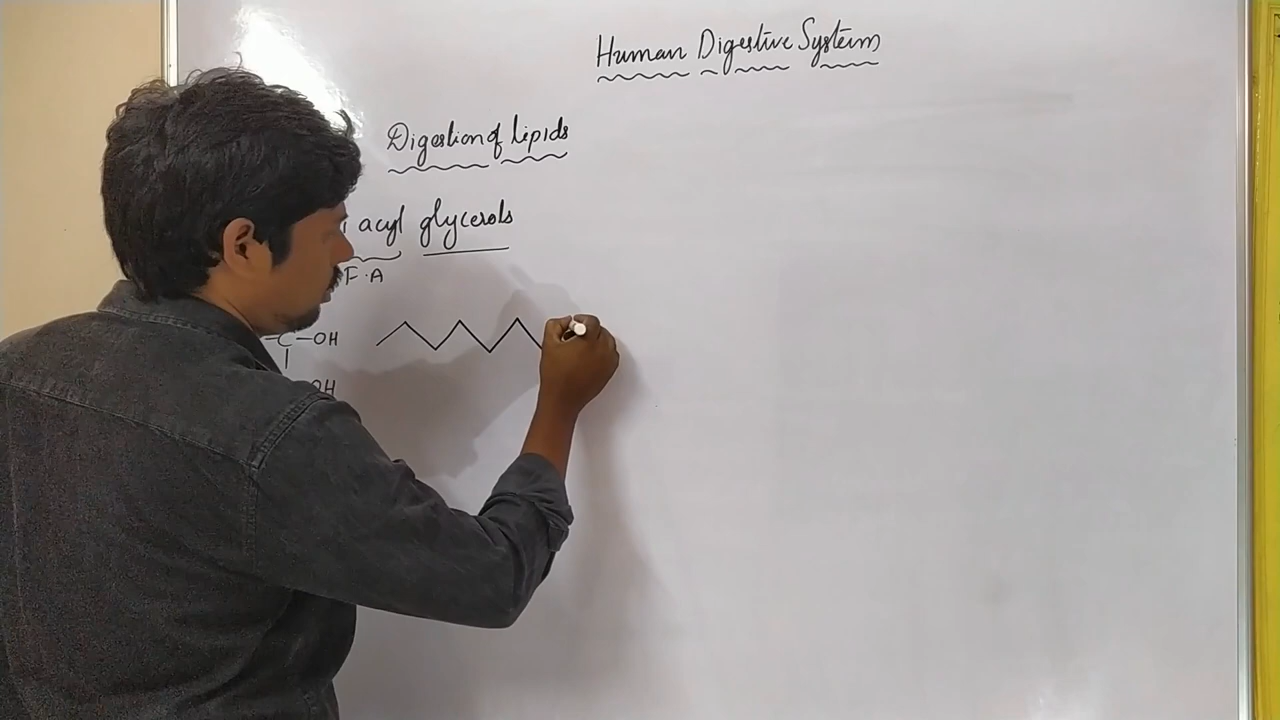 Human Digestive System
Digestion of Lipids
acyl glycerols
F.A
-C-OH
OH